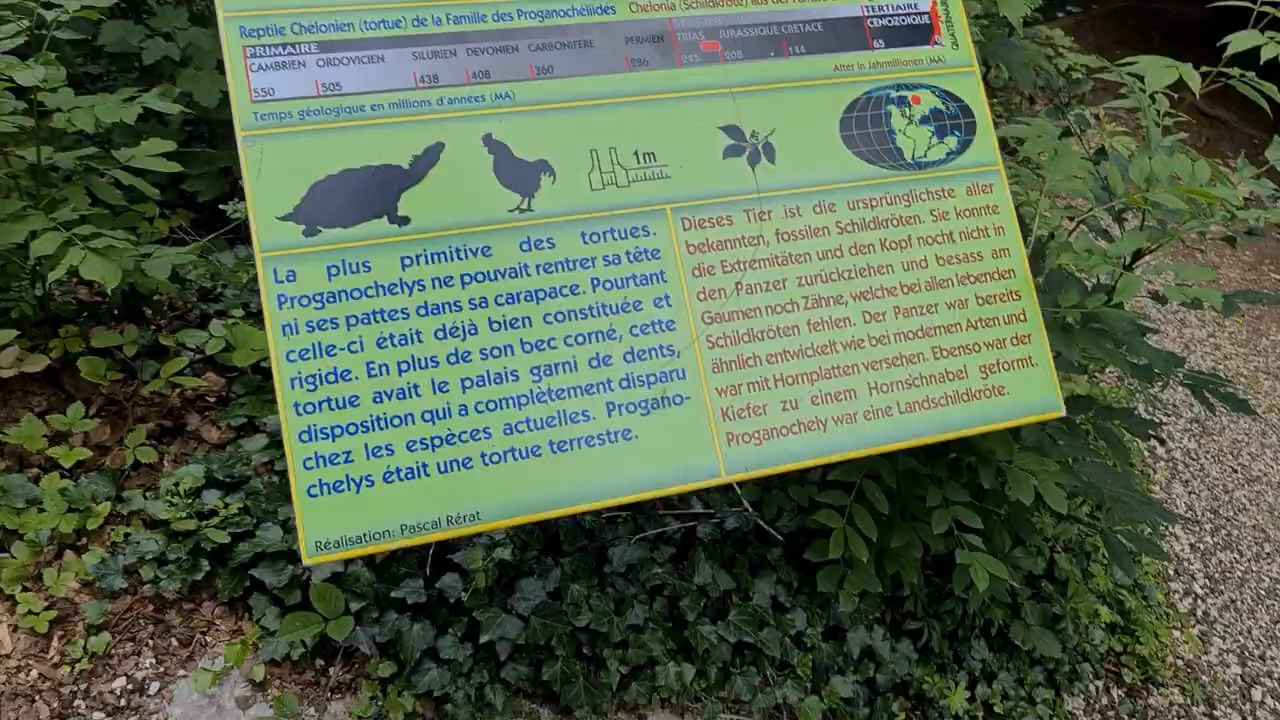 Reptile Chelonien (tortue) de la Famille des Proganochéliidés
Chelonia (Schildkröte) aus der
PRIMAIRE
TERTIAIRE
CAMBRIEN ORDOVICIEN SILURIEN DEVONIEN CARBONIFERE PERMIEN TRIAS JURASSIQUE CRETACE CENOZOIQUE
QUATERNAIRE
550 505 438 408 360 286 245 208 144 65
Temps géologique en millions d'années (MA)
Alter in Jahrmillionen (MA)
1m
La plus primitive des tortues.
Proganochelys ne pouvait rentrer sa tête
ni ses pattes dans sa carapace. Pourtant
celle-ci était déjà bien constituée et
rigide. En plus de son bec corné, cette
tortue avait le palais garni de dents,
disposition qui a complètement disparu
chez les espèces actuelles. Progano-
chelys était une tortue terrestre.
Dieses Tier ist die ursprünglichste aller
bekannten, fossilen Schildkröten. Sie konnte
die Extremitäten und den Kopf nocht nicht in
den Panzer zurückziehen und besass am
Gaumen noch Zähne, welche bei allen lebenden
Schildkröten fehlen. Der Panzer war bereits
ähnlich entwickelt wie bei modernen Arten und
war mit Hornplatten versehen. Ebenso war der
Kiefer zu einem Hornschnabel geformt.
Proganochely war eine Landschildkröte.
Réalisation: Pascal Rérat